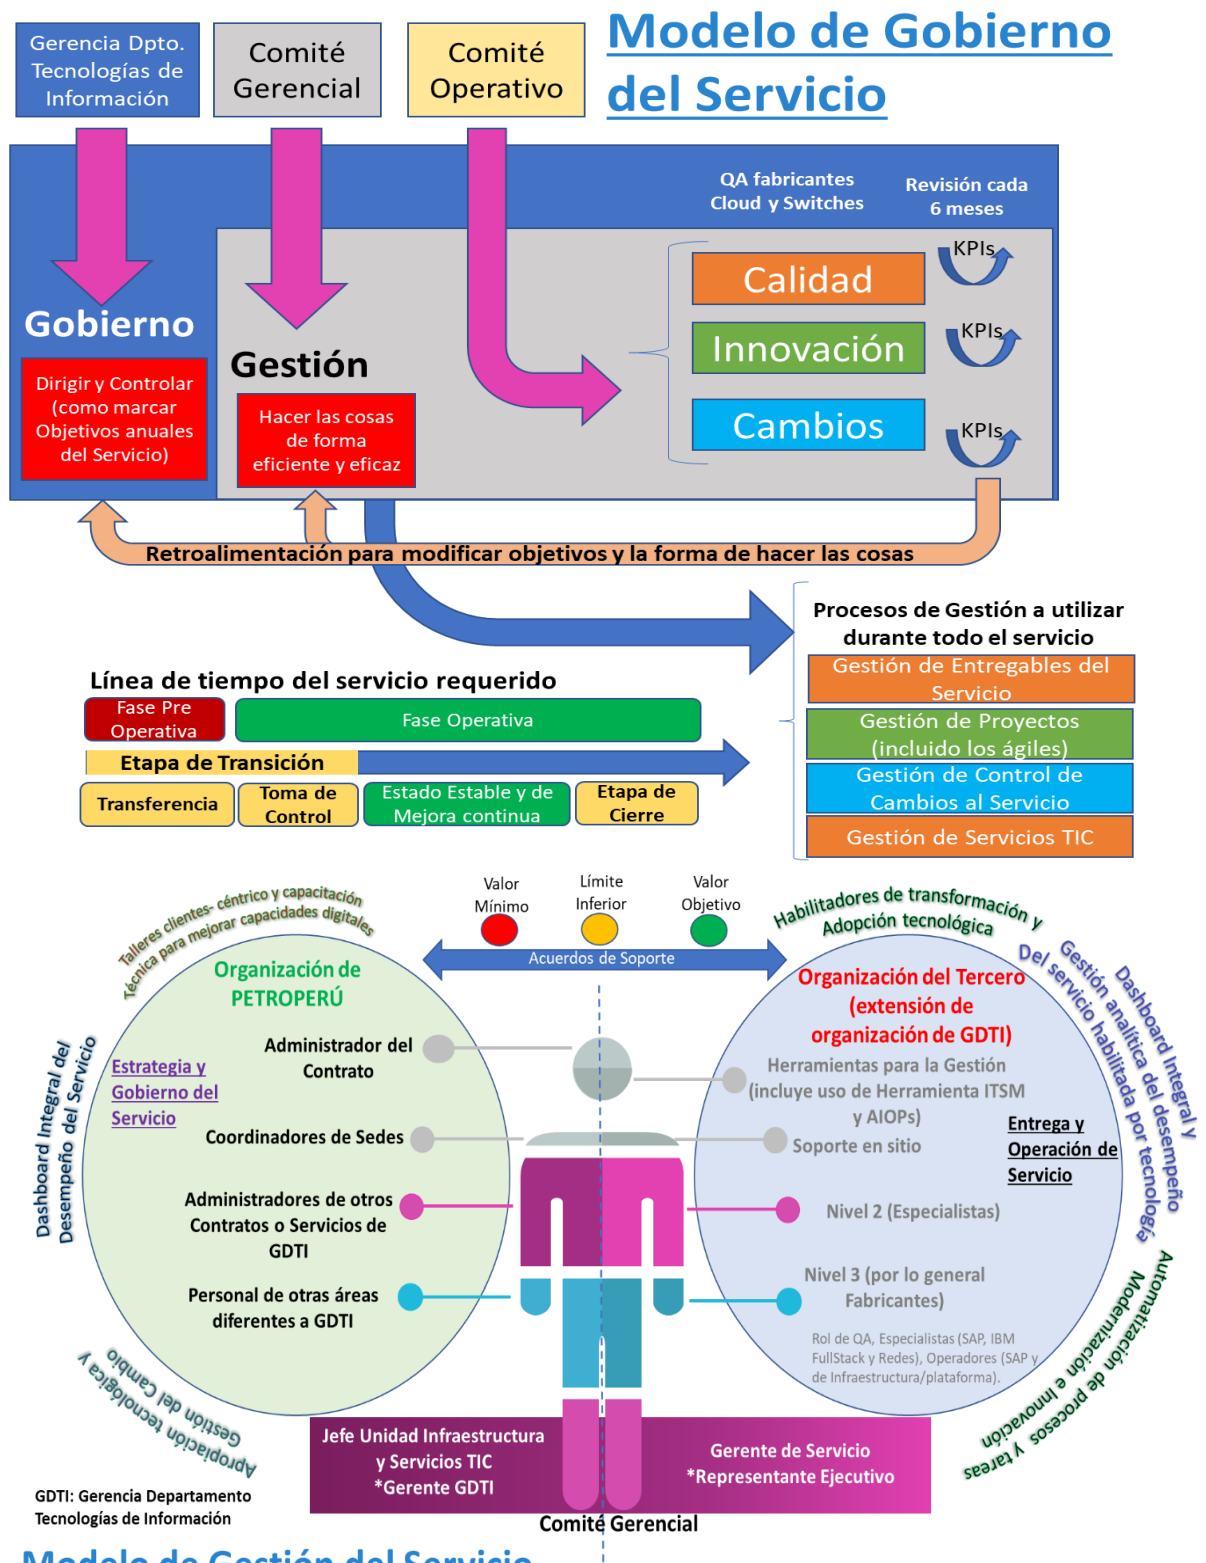 Gerencia Dpto.
Tecnologías de
Información
Comité
Gerencial
Comité
Operativo
Modelo de Gobierno
del Servicio
QA fabricantes
Cloud y Switches
Revisión cada
6 meses
Gobierno
Dirigir y Controlar
(como marcar
Objetivos anuales
del Servicio)
Gestión
Hacer las cosas
de forma
eficiente y eficaz
Calidad
KPIs
Innovación
KPIs
Cambios
KPIs
Retroalimentación para modificar objetivos y la forma de hacer las cosas
Procesos de Gestión a utilizar
durante todo el servicio
Gestión de Entregables del
Servicio
Gestión de Proyectos
(incluido los ágiles)
Gestión de Control de
Cambios al Servicio
Gestión de Servicios TIC
Línea de tiempo del servicio requerido
Fase Pre
Operativa
Fase Operativa
Etapa de Transición
Transferencia
Toma de
Control
Estado Estable y de
Mejora continua
Etapa de
Cierre
Valor
Mínimo
Límite
Inferior
Valor
Objetivo
Acuerdos de Soporte
Talleres clientes- céntrico y capacitación
Técnica para mejorar capacidades digitales
Organización de
PETROPERÚ
Estrategia y
Gobierno del
Servicio
Administrador del
Contrato
Coordinadores de Sedes
Administradores de otros
Contratos o Servicios de
GDTI
Personal de otras áreas
diferentes a GDTI
Dashboard Integral del
Desempeño del Servicio
Apropiación tecnológica y
Gestión del Cambio
Habilitadores de transformación y
Adopción tecnológica
Organización del Tercero
(extensión de
organización de GDTI)
Herramientas para la Gestión
(incluye uso de Herramienta ITSM
y AIOPs)
Soporte en sitio
Entrega y
Operación de
Servicio
Nivel 2 (Especialistas)
Nivel 3 (por lo general
Fabricantes)
Rol de QA, Especialistas (SAP, IBM
FullStack y Redes), Operadores (SAP y
de Infraestructura/plataforma).
Dashboard Integral y
Gestión analítica del desempeño
Del servicio habilitada por tecnología
Automatización de procesos y tareas
Modernización e Innovación
Jefe Unidad Infraestructura
y Servicios TIC
*Gerente GDTI
Gerente de Servicio
*Representante Ejecutivo
Comité Gerencial
GDTI: Gerencia Departamento
Tecnologías de Información
Modelo de Gestión del Servicio